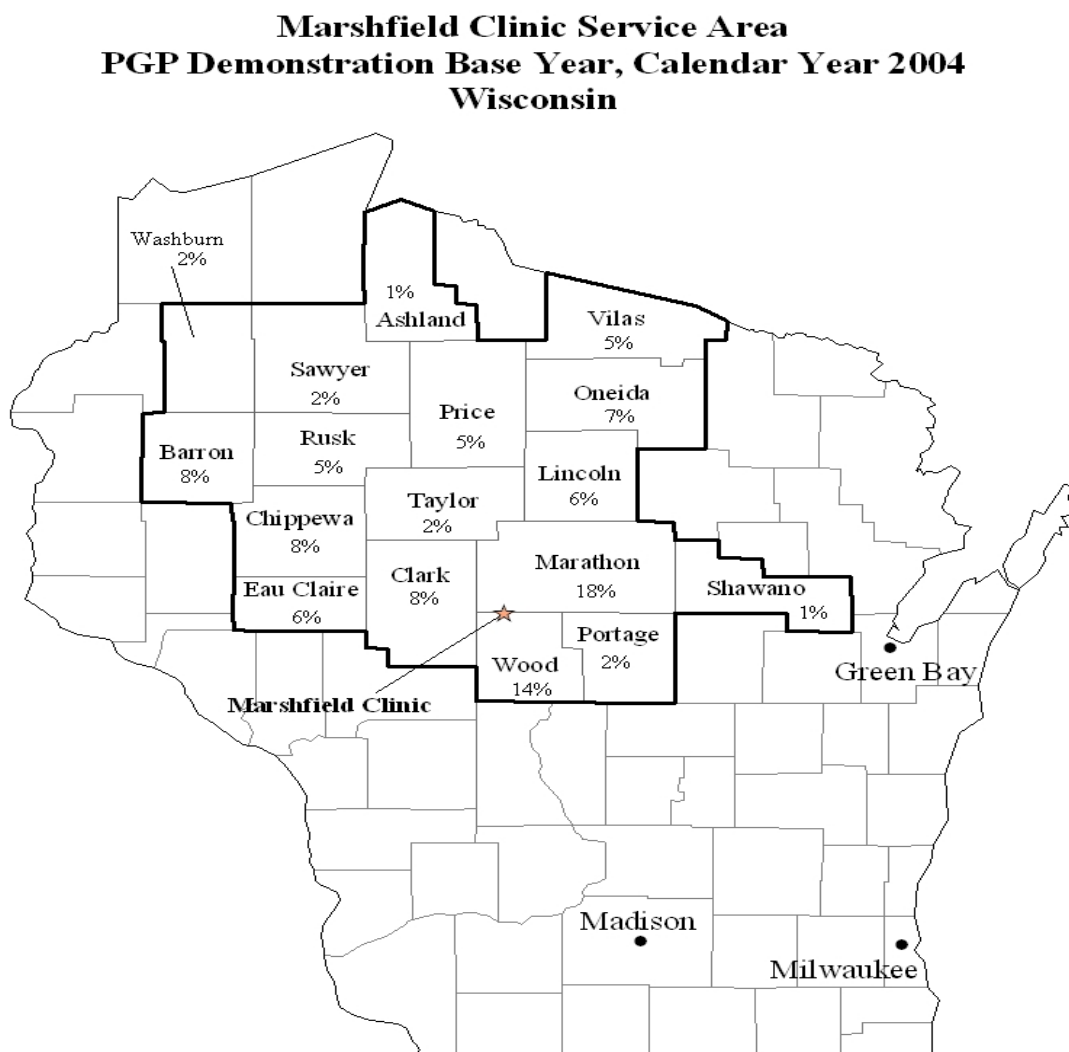 Marshfield Clinic Service Area
PGP Demonstration Base Year, Calendar Year 2004
Wisconsin
Washburn
2%
1%
Ashland
Vilas
5%
Sawyer
2%
Oneida
7%
Price
5%
Rusk
5%
Barron
8%
Lincoln
6%
Taylor
2%
Chippewa
8%
Marathon
18%
Clark
8%
Eau Claire
6%
Shawano
1%
Portage
2%
Wood
14%
Green Bay
Marshfield Clinic
Madison
Milwaukee